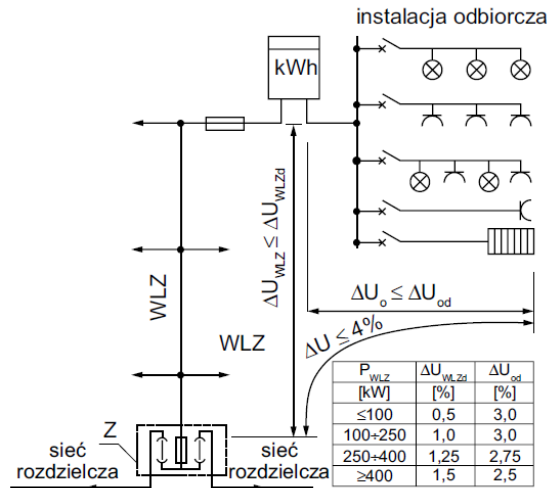 instalacja odbiorcza
kWh
ΔU_WLZ ≤ ΔU_WLZd
WLZ
WLZ
ΔU_o ≤ ΔU_od
ΔU ≤ 4%
P_WLZ ΔU_WLZd ΔU_od
[kW] [%] [%]
≤100 0,5 3,0
100÷250 1,0 3,0
250÷400 1,25 2,75
≥400 1,5 2,5
Z
sieć
rozdzielcza
sieć
rozdzielcza